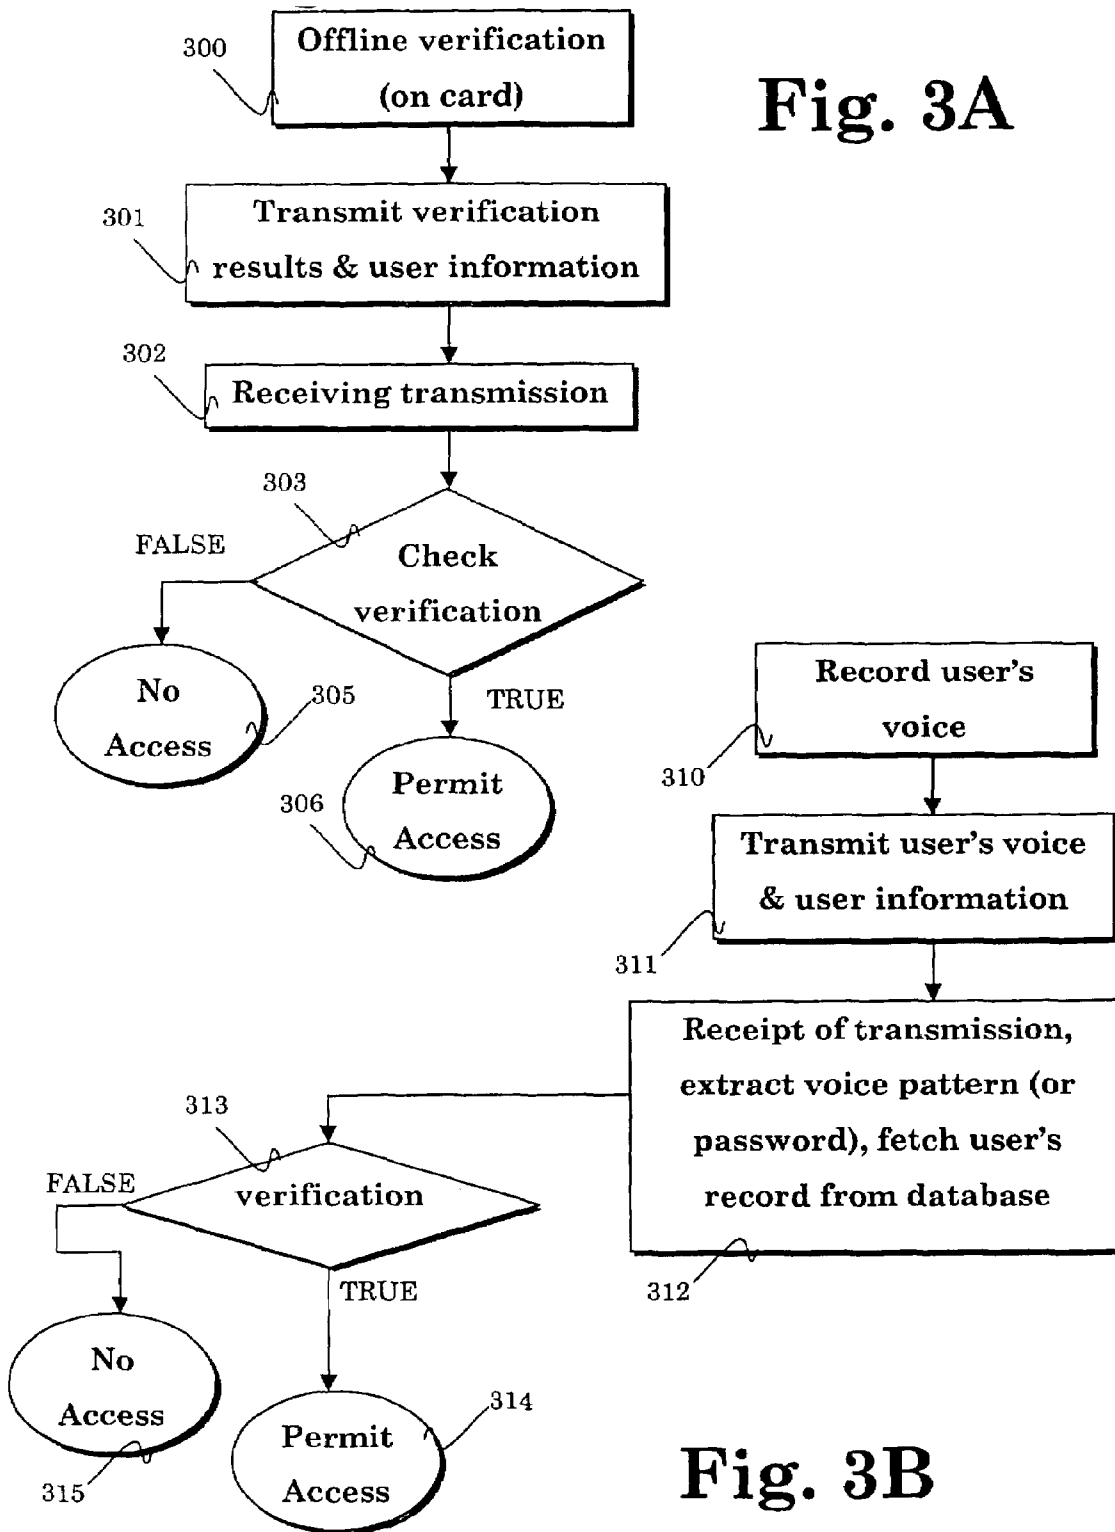 Fig. 3A
300
Offline verification
(on card)
301
Transmit verification
results & user information
302
Receiving transmission
303
FALSE
Check
verification
TRUE
No
Access
305
306
Permit
Access
Record user's
voice
310
Transmit user's voice
& user information
311
Receipt of transmission,
extract voice pattern (or
password), fetch user's
record from database
312
313
FALSE
verification
TRUE
No
Access
315
Permit
Access
314
Fig. 3B